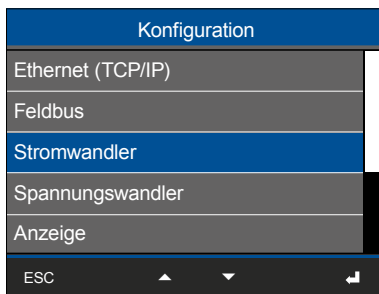 Konfiguration
Ethernet (TCP/IP)
Feldbus
Stromwandler
Spannungswandler
Anzeige
ESC